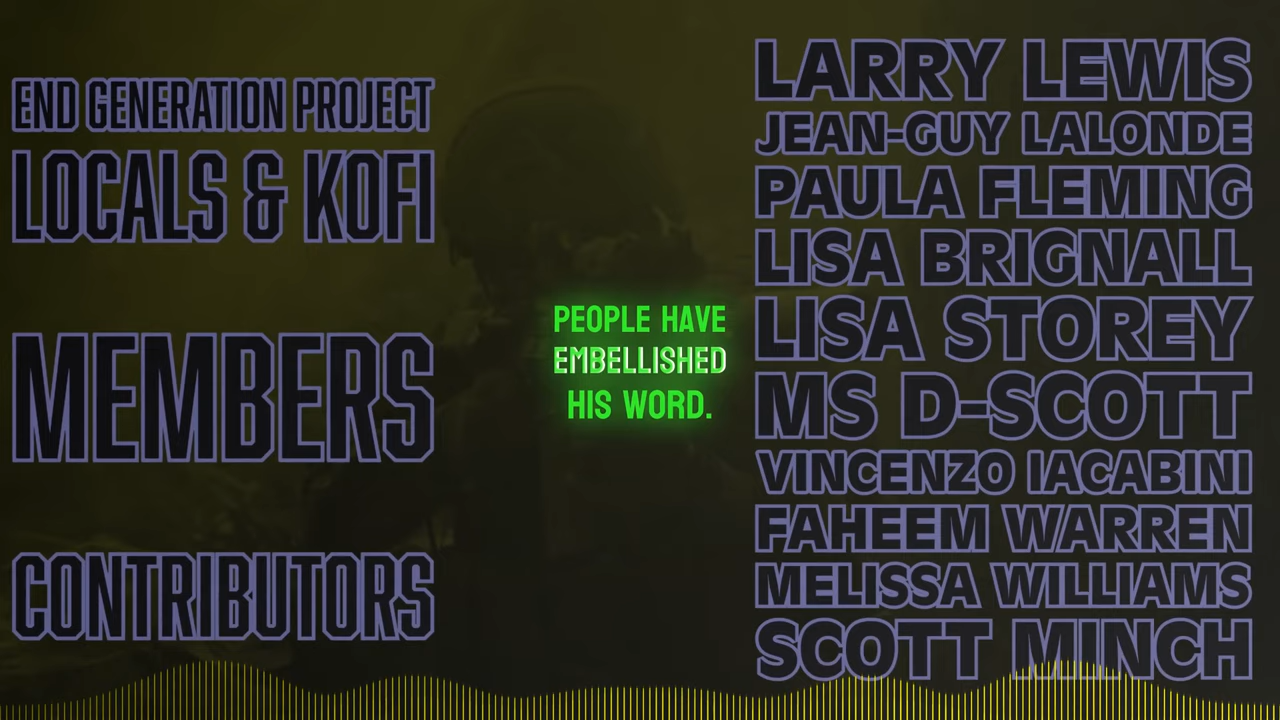 END GENERATION PROJECT
LOCALS & KOFI
MEMBERS
CONTRIBUTORS
PEOPLE HAVE
EMBELLISHED
HIS WORD.
LARRY LEWIS
JEAN-GUY LALONDE
PAULA FLEMING
LISA BRIGNALL
LISA STOREY
MS D-SCOTT
VINCENZO IACABINI
FAHEEM WARREN
MELISSA WILLIAMS
SCOTT MINCH